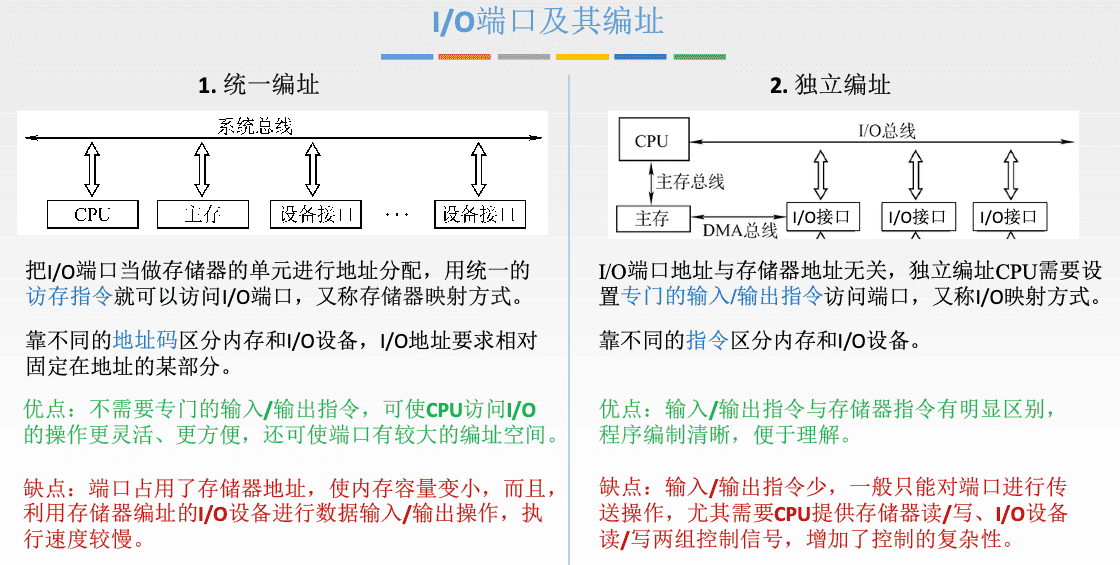 I/O端口及其编址
1. 统一编址
系统总线
CPU
主存
设备接口
···
设备接口
把I/O端口当做存储器的单元进行地址分配，用统一的
访存指令就可以访问I/O端口，又称存储器映射方式。
靠不同的地址码区分内存和I/O设备，I/O地址要求相对
固定在地址的某部分。
优点：不需要专门的输入/输出指令，可使CPU访问I/O
的操作更灵活、更方便，还可使端口有较大的编址空间。
缺点：端口占用了存储器地址，使内存容量变小，而且，
利用存储器编址的I/O设备进行数据输入/输出操作，执
行速度较慢。
2. 独立编址
CPU
I/O总线
主存总线
主存
DMA总线
I/O接口
I/O接口
I/O接口
I/O端口地址与存储器地址无关，独立编址CPU需要设
置专门的输入/输出指令访问端口，又称I/O映射方式。
靠不同的指令区分内存和I/O设备。
优点：输入/输出指令与存储器指令有明显区别，
程序编制清晰，便于理解。
缺点：输入/输出指令少，一般只能对端口进行传
送操作，尤其需要CPU提供存储器读/写、I/O设备
读/写两组控制信号，增加了控制的复杂性。